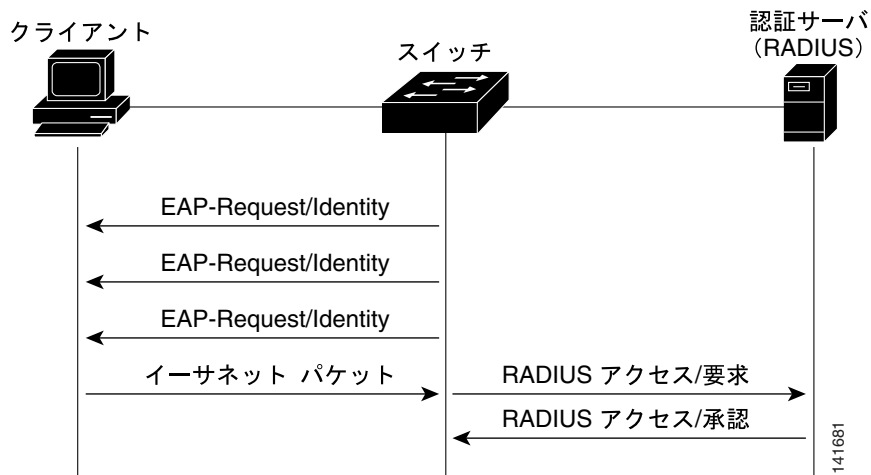 クライアント
スイッチ
認証サーバ
（RADIUS）
EAP-Request/Identity
EAP-Request/Identity
EAP-Request/Identity
イーサネット パケット
RADIUS アクセス/要求
RADIUS アクセス/承認
141681